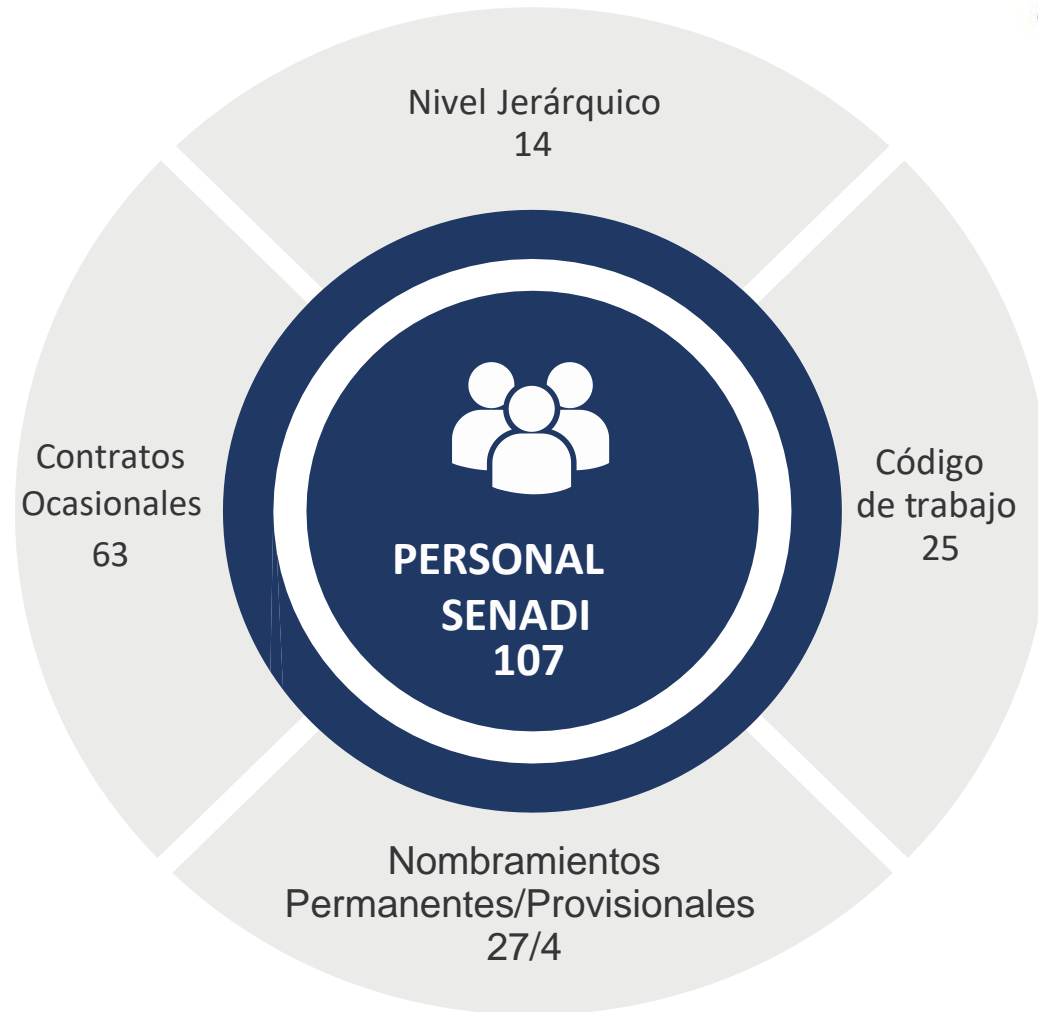 Nivel Jerárquico
14
Contratos
Ocasionales
63
PERSONAL
SENADI
107
Código
de trabajo
25
Nombramientos
Permanentes/Provisionales
27/4